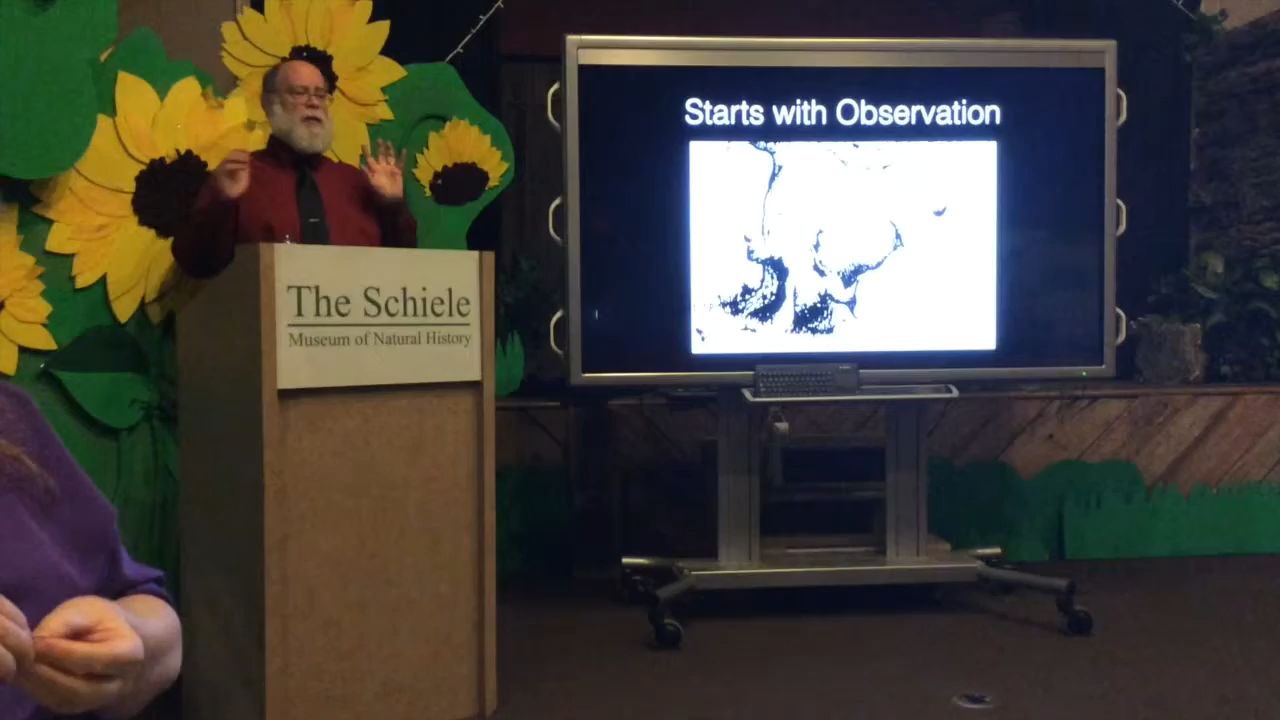 Starts with Observation
The Schiele
Museum of Natural History